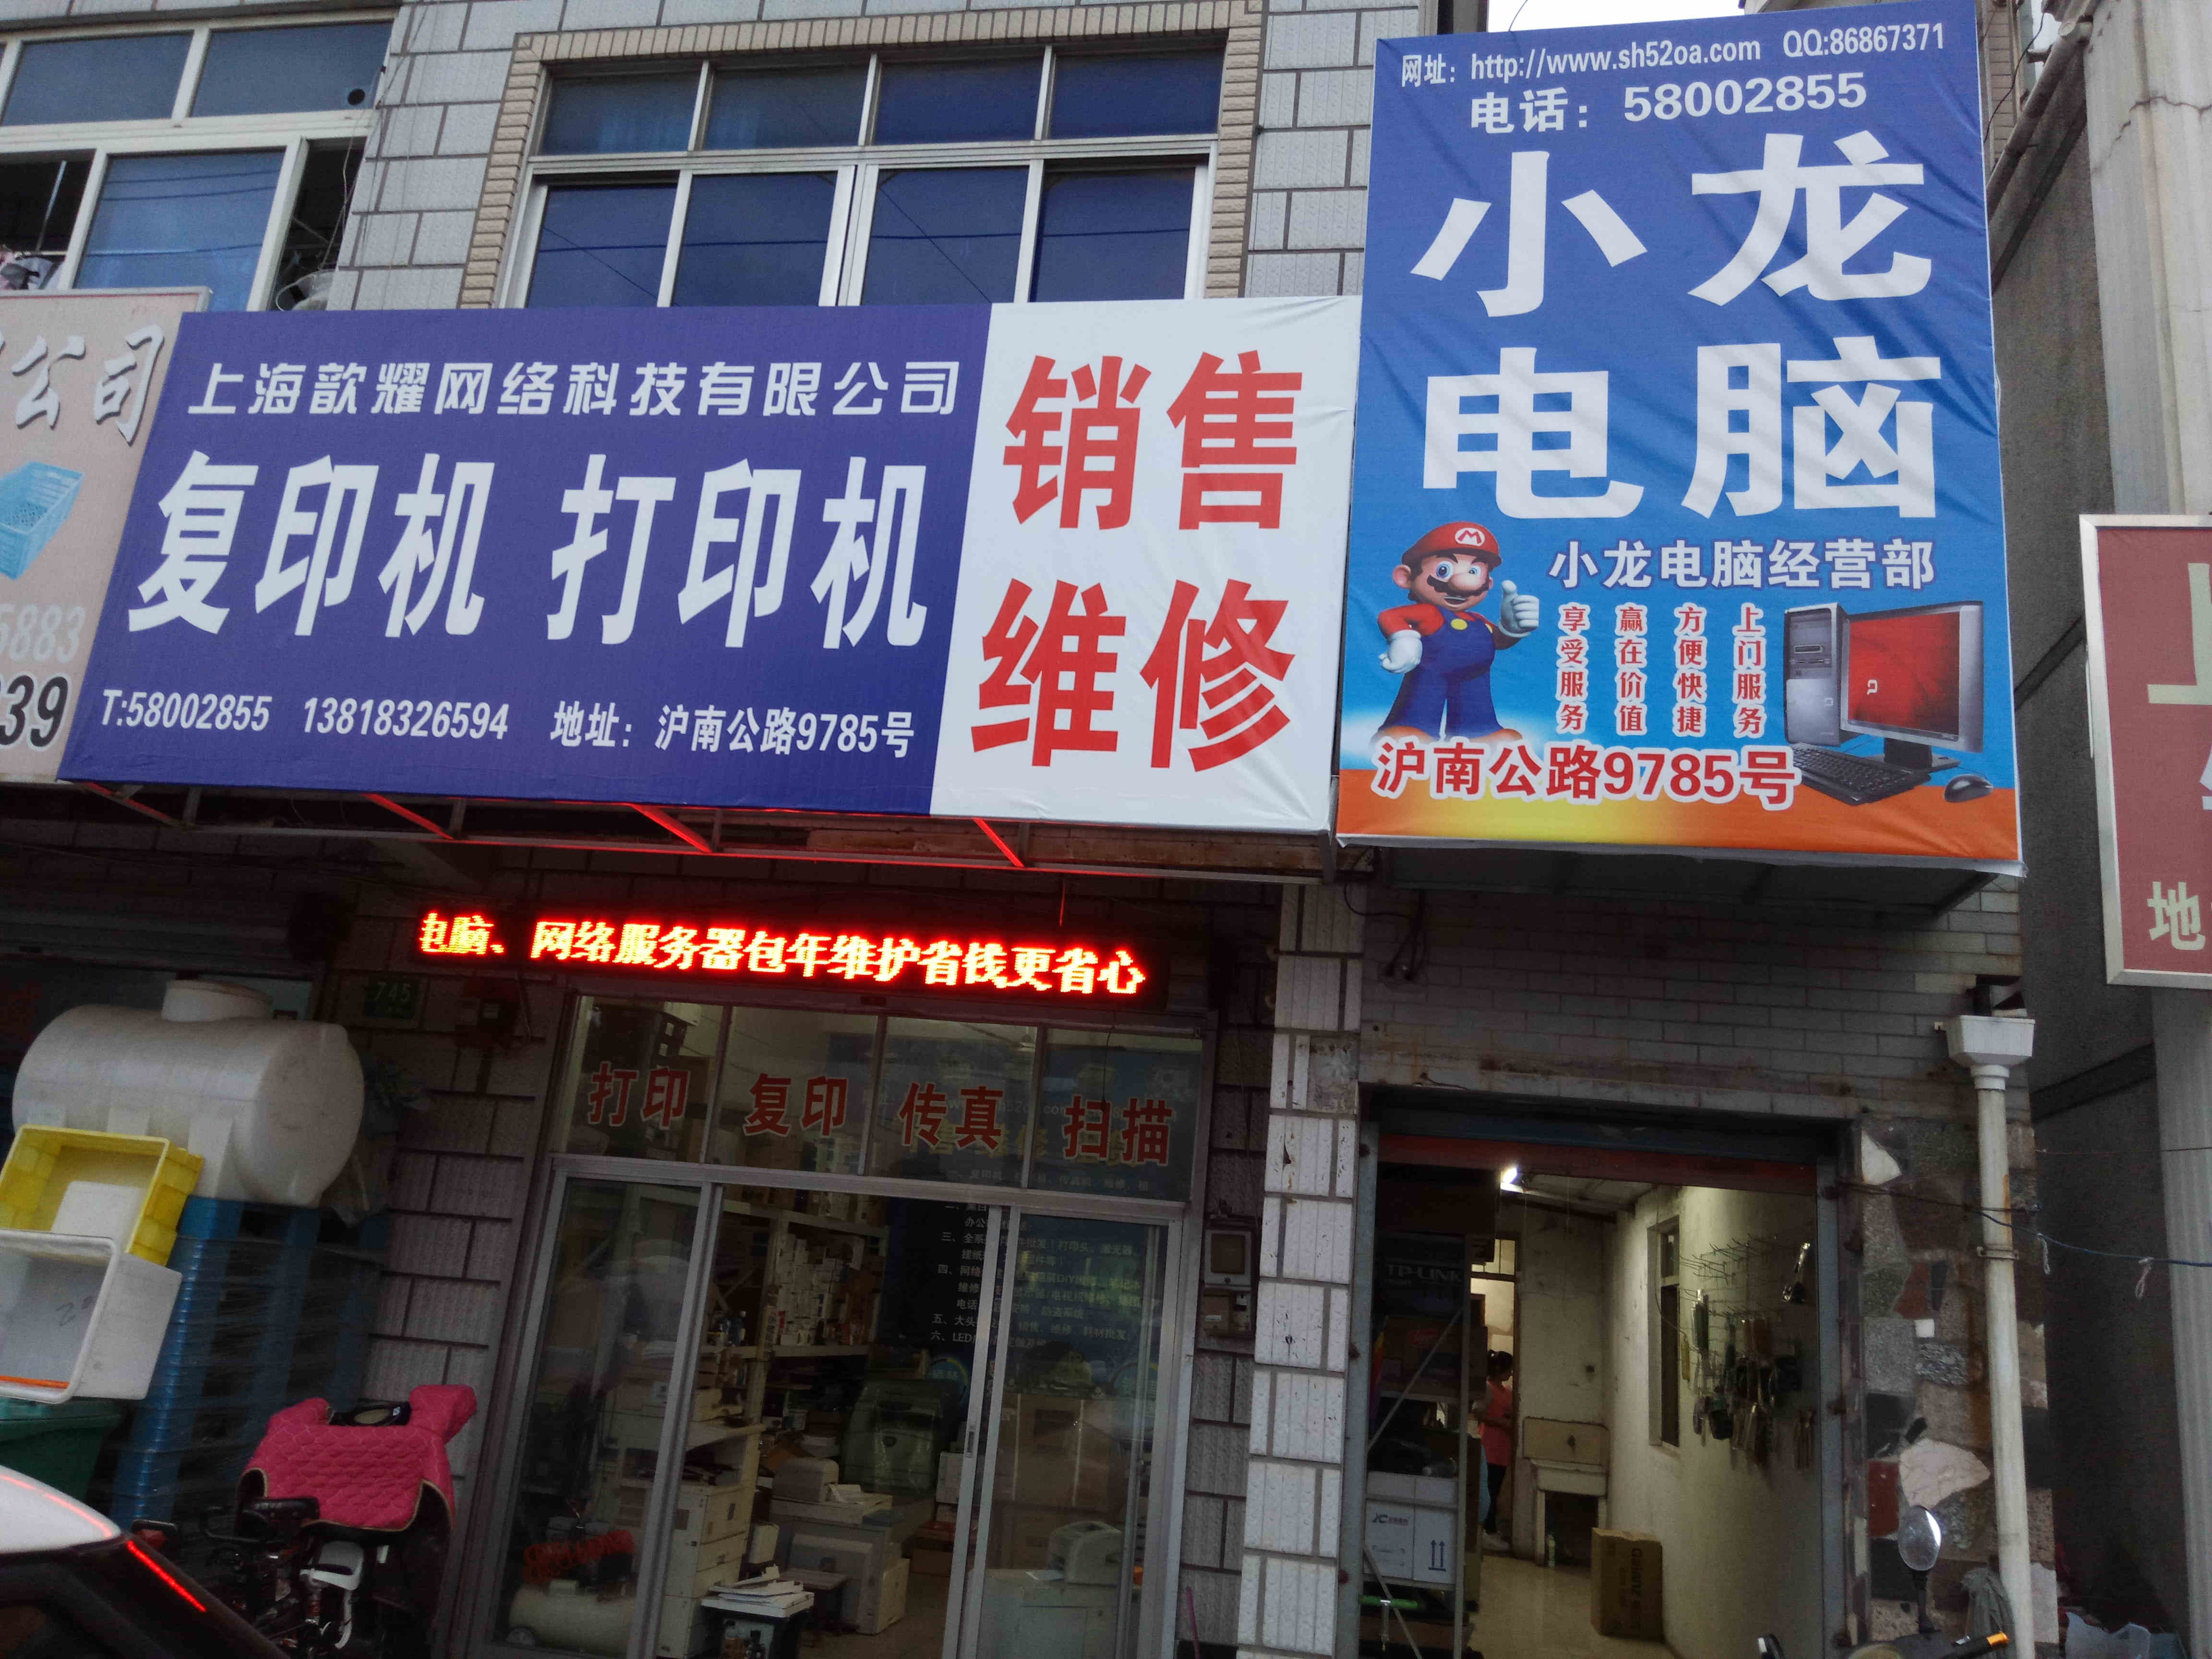 网址：http://www.sh52oa.com QQ:86867371
电话：58002855
小龙
电脑
小龙电脑经营部
上门服务
方便快捷
赢在价值
享受服务
沪南公路9785号
上海歆耀网络科技有限公司
复印机 打印机
销售
维修
T:58002855 13818326594 地址：沪南公路9785号
公司
5883
39
电脑、网络服务器包年维护省钱更省心
745
打印 复印 传真 扫描
TP-LINK
地